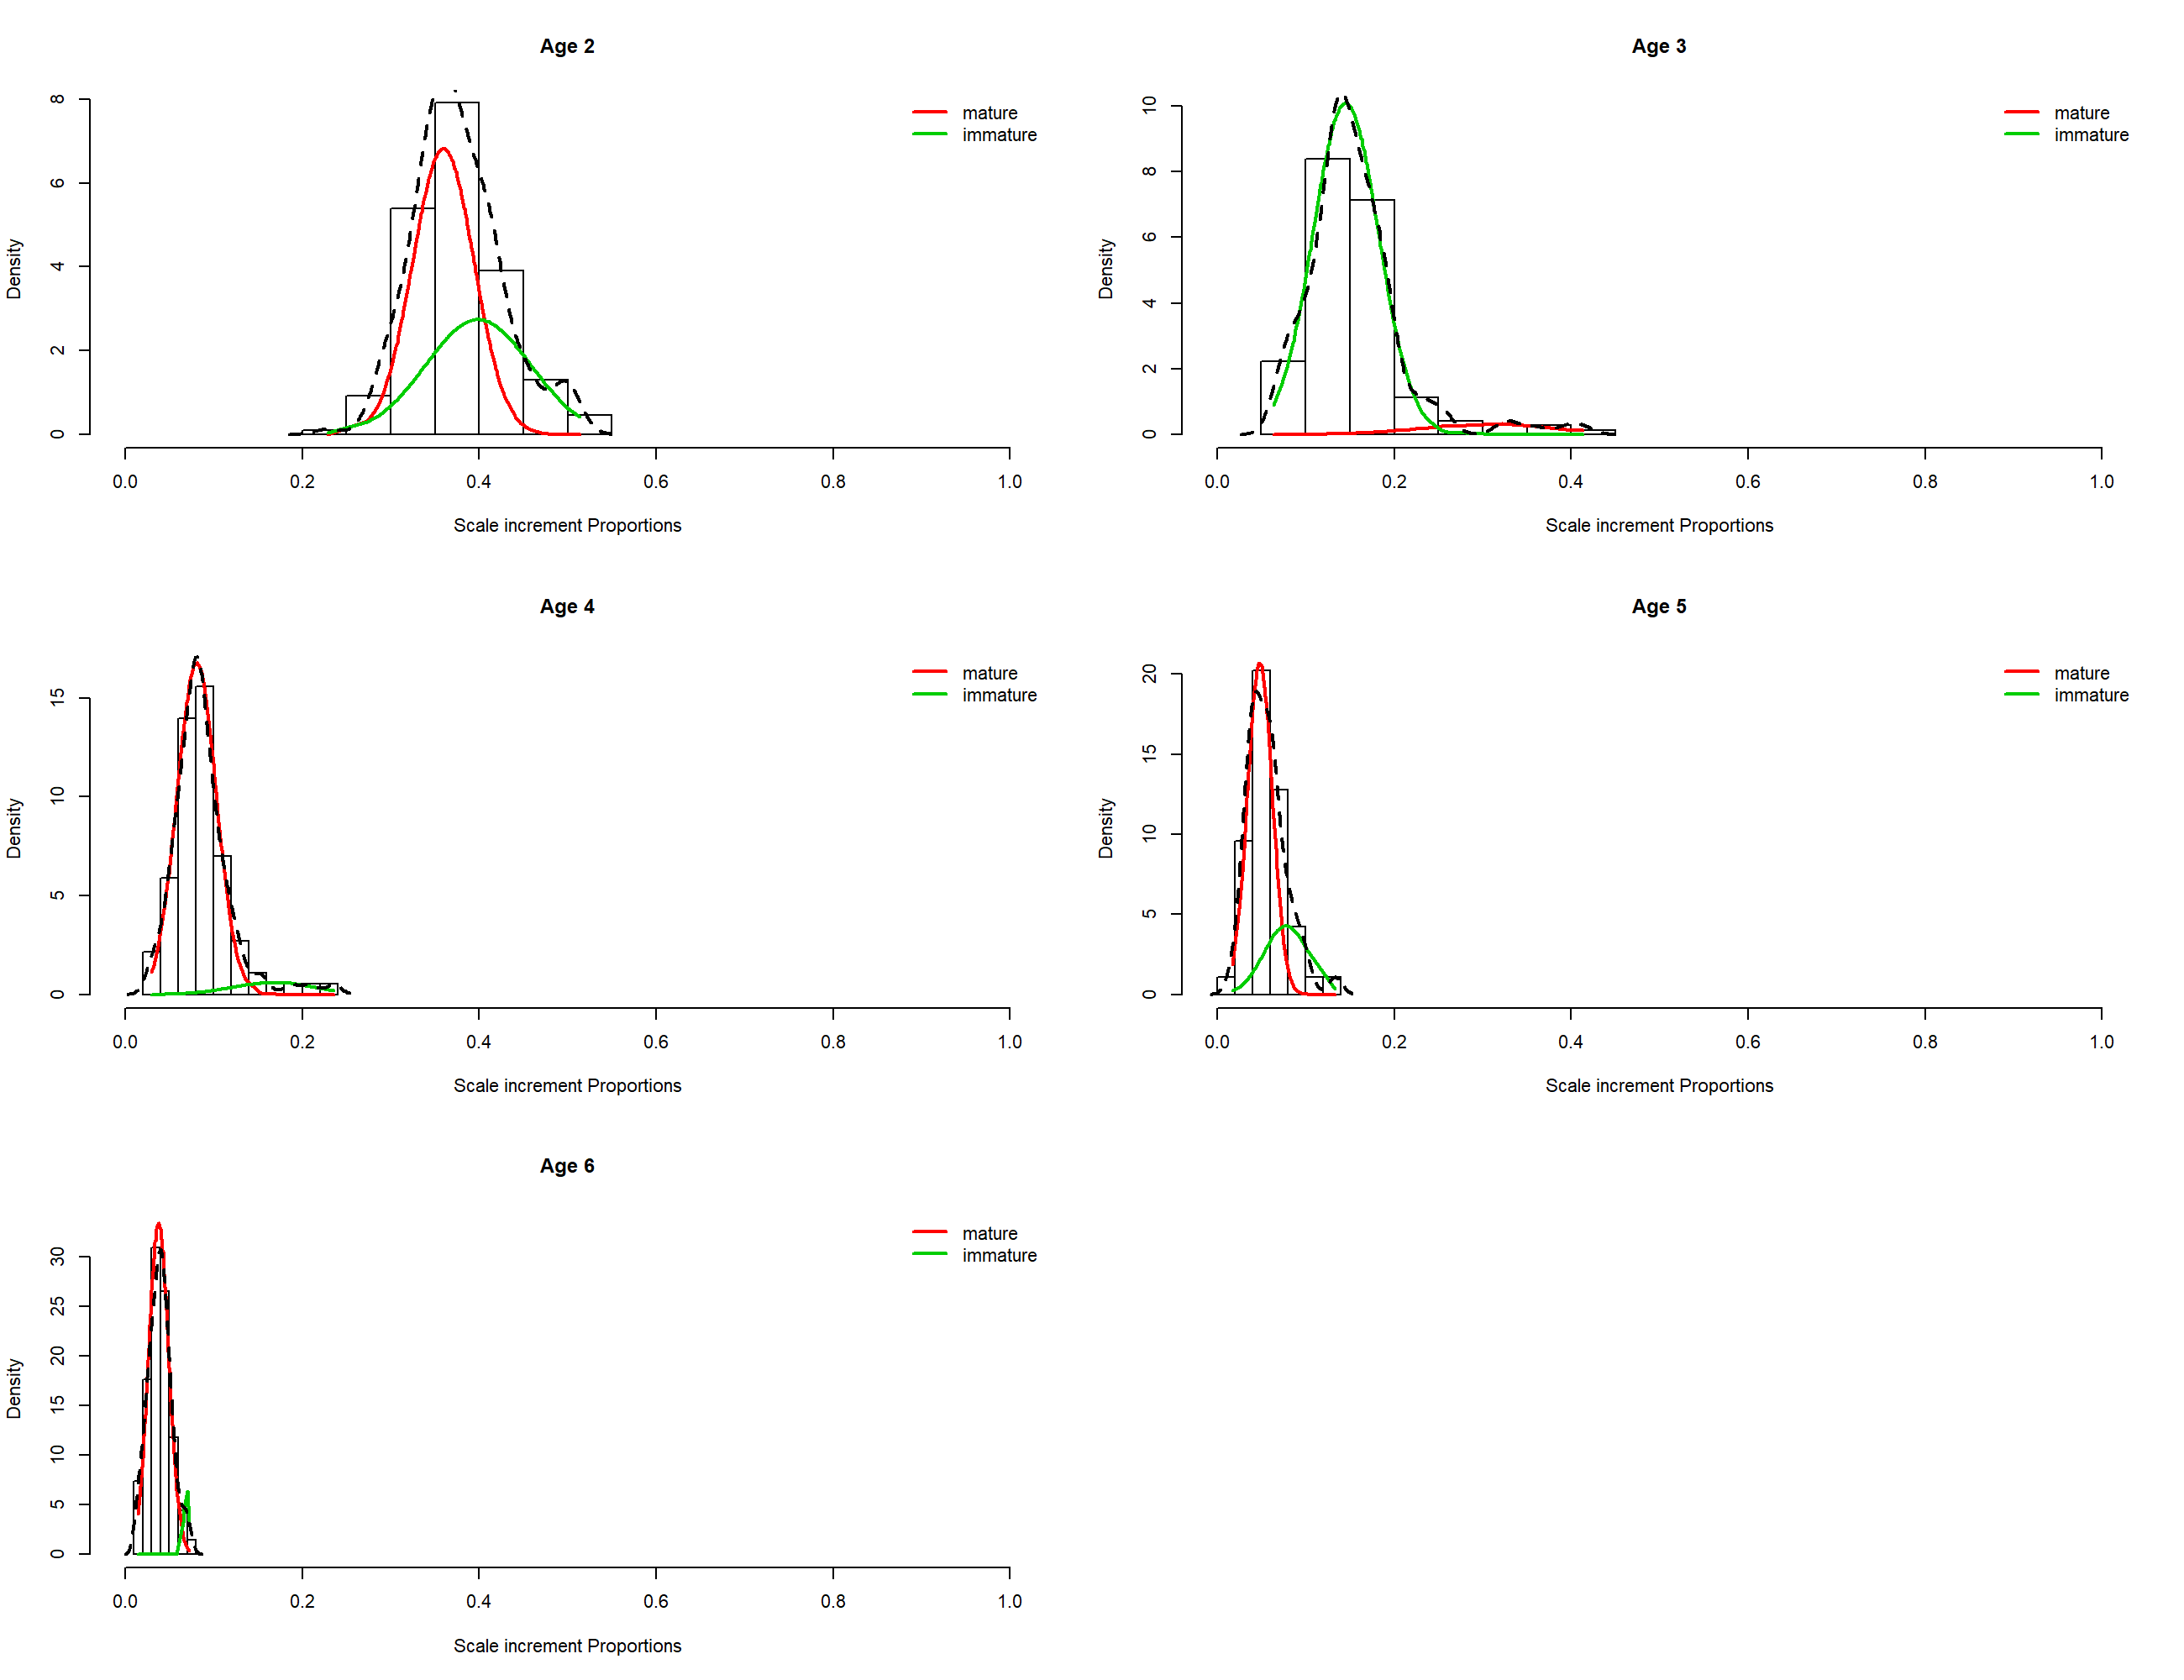 Age 2
mature
immature
Density
0 2 4 6 8
0.0 0.2 0.4 0.6 0.8 1.0
Scale increment Proportions
Age 3
mature
immature
Density
0 2 4 6 8 10
0.0 0.2 0.4 0.6 0.8 1.0
Scale increment Proportions
Age 4
mature
immature
Density
0 5 10 15
0.0 0.2 0.4 0.6 0.8 1.0
Scale increment Proportions
Age 5
mature
immature
Density
0 5 10 15 20
0.0 0.2 0.4 0.6 0.8 1.0
Scale increment Proportions
Age 6
mature
immature
Density
0 5 10 15 20 25 30
0.0 0.2 0.4 0.6 0.8 1.0
Scale increment Proportions